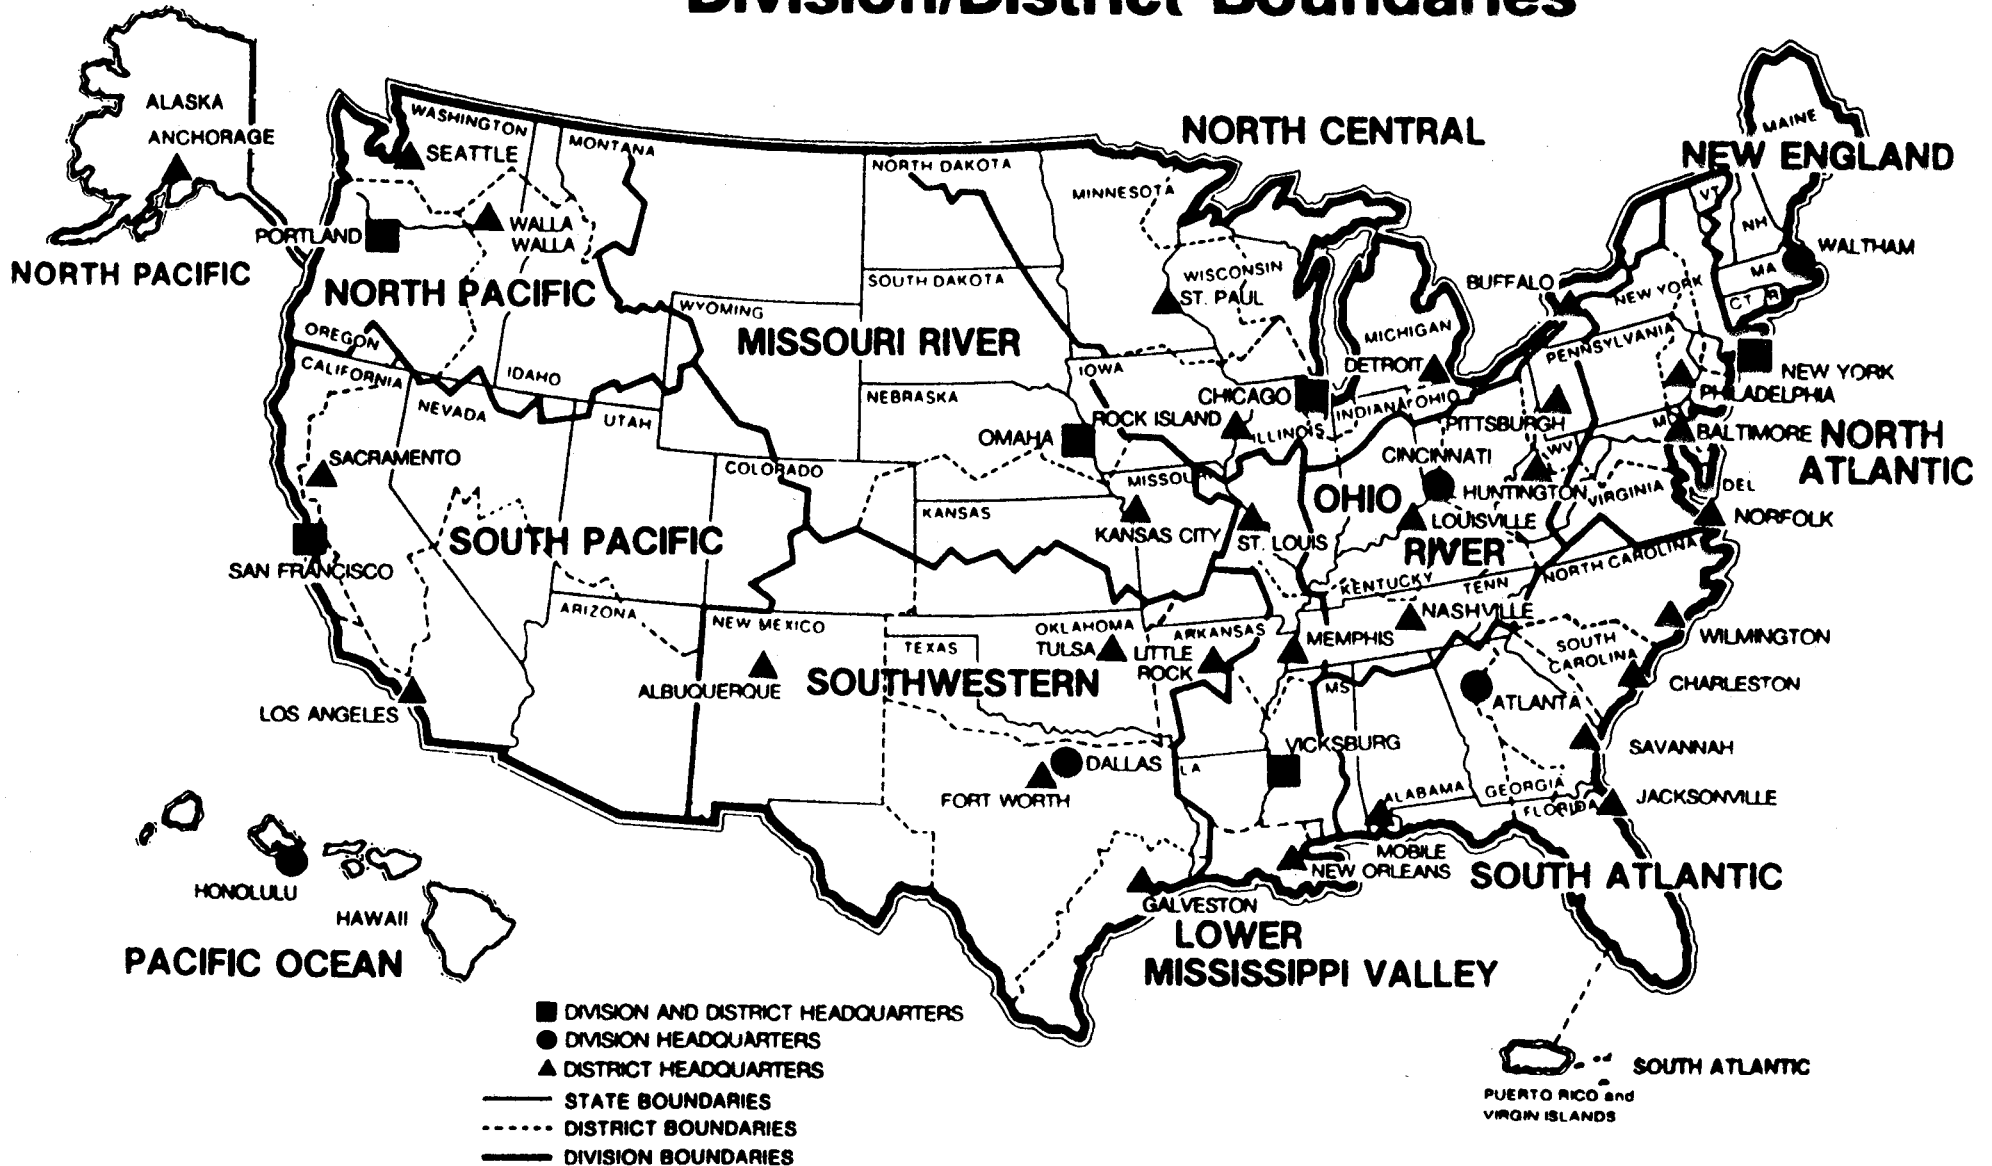 Division/District Boundaries
ALASKA
ANCHORAGE
NORTH PACIFIC
WASHINGTON
SEATTLE
MONTANA
NORTH DAKOTA
MINNESOTA
NORTH CENTRAL
MAINE
NEW ENGLAND
VT
NH
WALTHAM
MA
CT
R
PORTLAND
WALLA
WALLA
NORTH PACIFIC
SOUTH DAKOTA
WISCONSIN
ST. PAUL
BUFFALO
NEW YORK
WYOMING
MISSOURI RIVER
MICHIGAN
PENNSYLVANIA
OREGON
CALIFORNIA
IDAHO
IOWA
DETROIT
NEW YORK
NEVADA
UTAH
NEBRASKA
CHICAGO
INDIANA
OHIO
PHILADELPHIA
ROCK ISLAND
ILLINOIS
PITTSBURGH
MD
BALTIMORE
NORTH
ATLANTIC
OMAHA
CINCINNATI
WV
SACRAMENTO
COLORADO
MISSOURI
OHIO
RIVER
HUNTINGTON
VIRGINIA
DEL
KANSAS
KANSAS CITY
ST. LOUIS
LOUISVILLE
NORFOLK
SOUTH PACIFIC
SAN FRANCISCO
KENTUCKY
TENN
NORTH CAROLINA
ARIZONA
NEW MEXICO
OKLAHOMA
TULSA
ARKANSAS
LITTLE
ROCK
MEMPHIS
NASHVILLE
SOUTH
CAROLINA
WILMINGTON
TEXAS
ALBUQUERQUE
SOUTHWESTERN
MS
ATLANTA
CHARLESTON
LOS ANGELES
VICKSBURG
SAVANNAH
DALLAS
LA
FORT WORTH
ALABAMA
GEORGIA
FLORIDA
JACKSONVILLE
MOBILE
NEW ORLEANS
SOUTH ATLANTIC
HONOLULU
HAWAII
PACIFIC OCEAN
GALVESTON
LOWER
MISSISSIPPI VALLEY
DIVISION AND DISTRICT HEADQUARTERS
DIVISION HEADQUARTERS
DISTRICT HEADQUARTERS
STATE BOUNDARIES
DISTRICT BOUNDARIES
DIVISION BOUNDARIES
SOUTH ATLANTIC
PUERTO RICO and
VIRGIN ISLANDS